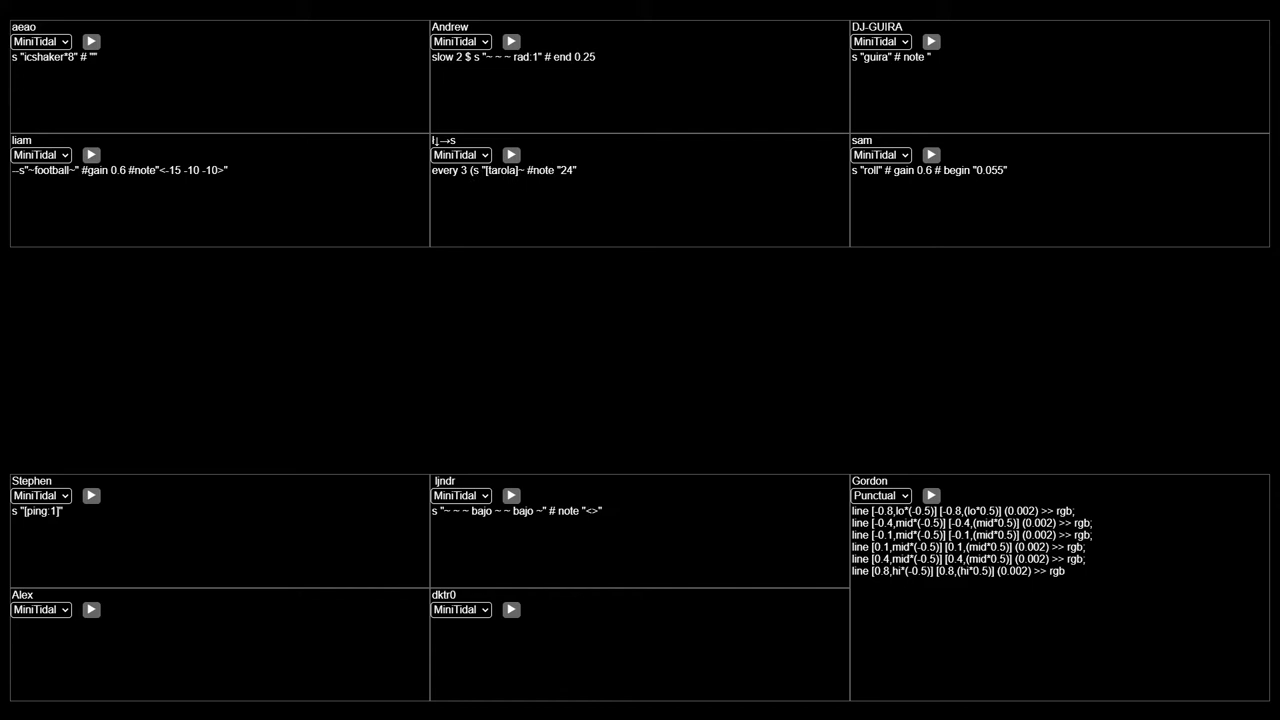 aeao
MiniTidal
s "icshaker*8" # ""
Andrew
MiniTidal
slow 2 $ s "~ ~ ~ rad:1" # end 0.25
DJ-GUIRA
MiniTidal
s "guira" # note "
liam
MiniTidal
--s"~football~" #gain 0.6 #note"<-15 -10 -10>"
ł↓→s
MiniTidal
every 3 (s "[tarola]~ #note "24"
sam
MiniTidal
s "roll" # gain 0.6 # begin "0.055"
Stephen
MiniTidal
s "[ping:1]"
ljndr
MiniTidal
s "~ ~ ~ bajo ~ ~ bajo ~" # note "<>"
Gordon
Punctual
line [-0.8,lo*(-0.5)] [-0.8,(lo*0.5)] (0.002) >> rgb;
line [-0.4,mid*(-0.5)] [-0.4,(mid*0.5)] (0.002) >> rgb;
line [-0.1,mid*(-0.5)] [-0.1,(mid*0.5)] (0.002) >> rgb;
line [0.1,mid*(-0.5)] [0.1,(mid*0.5)] (0.002) >> rgb;
line [0.4,mid*(-0.5)] [0.4,(mid*0.5)] (0.002) >> rgb;
line [0.8,hi*(-0.5)] [0.8,(hi*0.5)] (0.002) >> rgb
Alex
MiniTidal
dktr0
MiniTidal